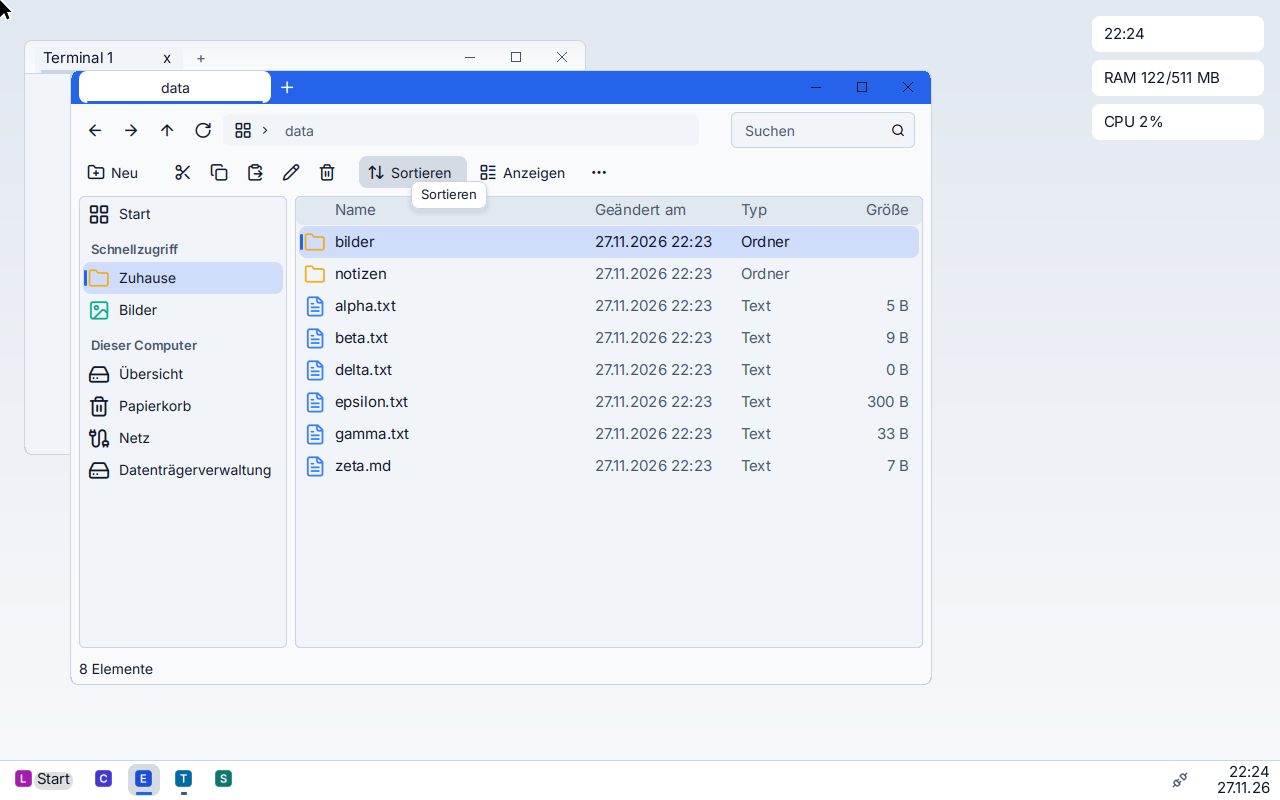 22:24
RAM 122/511 MB
CPU 2%
Terminal 1 x +
data +
data
Suchen
Neu Sortieren Anzeigen
Sortieren
Start
Schnellzugriff
Zuhause
Bilder
Dieser Computer
Übersicht
Papierkorb
Netz
Datenträgerverwaltung
Name Geändert am Typ Größe
bilder 27.11.2026 22:23 Ordner
notizen 27.11.2026 22:23 Ordner
alpha.txt 27.11.2026 22:23 Text 5 B
beta.txt 27.11.2026 22:23 Text 9 B
delta.txt 27.11.2026 22:23 Text 0 B
epsilon.txt 27.11.2026 22:23 Text 300 B
gamma.txt 27.11.2026 22:23 Text 33 B
zeta.md 27.11.2026 22:23 Text 7 B
8 Elemente
L Start C E T S
22:24
27.11.26